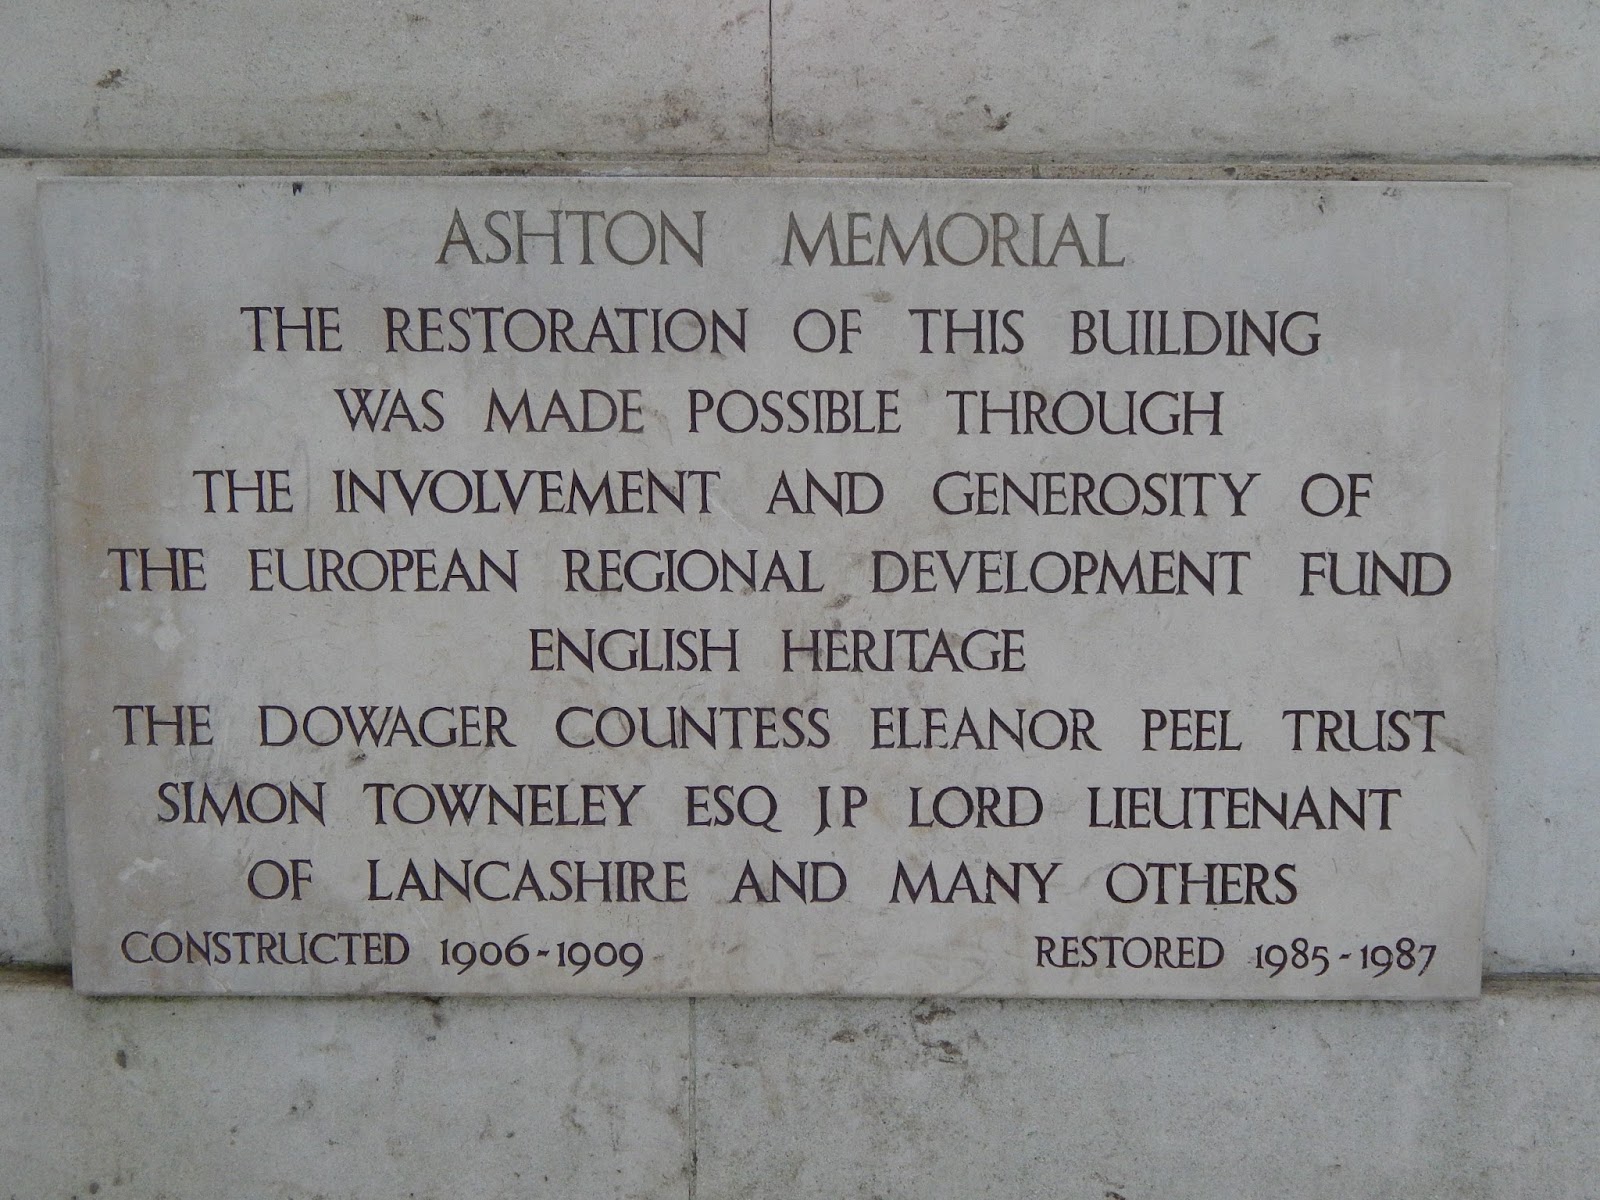 ASHTON MEMORIAL
THE RESTORATION OF THIS BUILDING
WAS MADE POSSIBLE THROUGH
THE INVOLVEMENT AND GENEROSITY OF
THE EUROPEAN REGIONAL DEVELOPMENT FUND
ENGLISH HERITAGE
THE DOWAGER COUNTESS ELEANOR PEEL TRUST
SIMON TOWNELEY ESQ JP LORD LIEUTENANT
OF LANCASHIRE AND MANY OTHERS
CONSTRUCTED 1906-1909 RESTORED 1985-1987